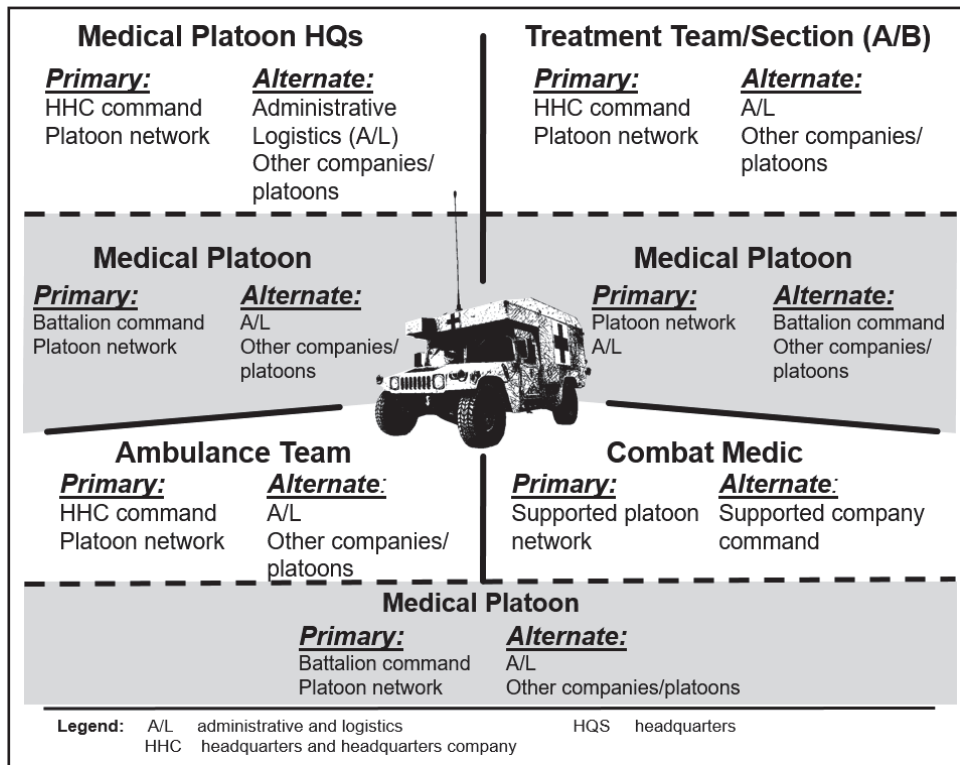 Medical Platoon HQs
Primary:
HHC command
Platoon network
Alternate:
Administrative
Logistics (A/L)
Other companies/
platoons
Treatment Team/Section (A/B)
Primary:
HHC command
Platoon network
Alternate:
A/L
Other companies/
platoons
Medical Platoon
Primary:
Battalion command
Platoon network
Alternate:
A/L
Other companies/
platoons
Medical Platoon
Primary:
Platoon network
A/L
Alternate:
Battalion command
Other companies/
platoons
Ambulance Team
Primary:
HHC command
Platoon network
Alternate:
A/L
Other companies/
platoons
Combat Medic
Primary:
Supported platoon
network
Alternate:
Supported company
command
Medical Platoon
Primary:
Battalion command
Platoon network
Alternate:
A/L
Other companies/platoons
Legend: A/L administrative and logistics HQS headquarters
HHC headquarters and headquarters company